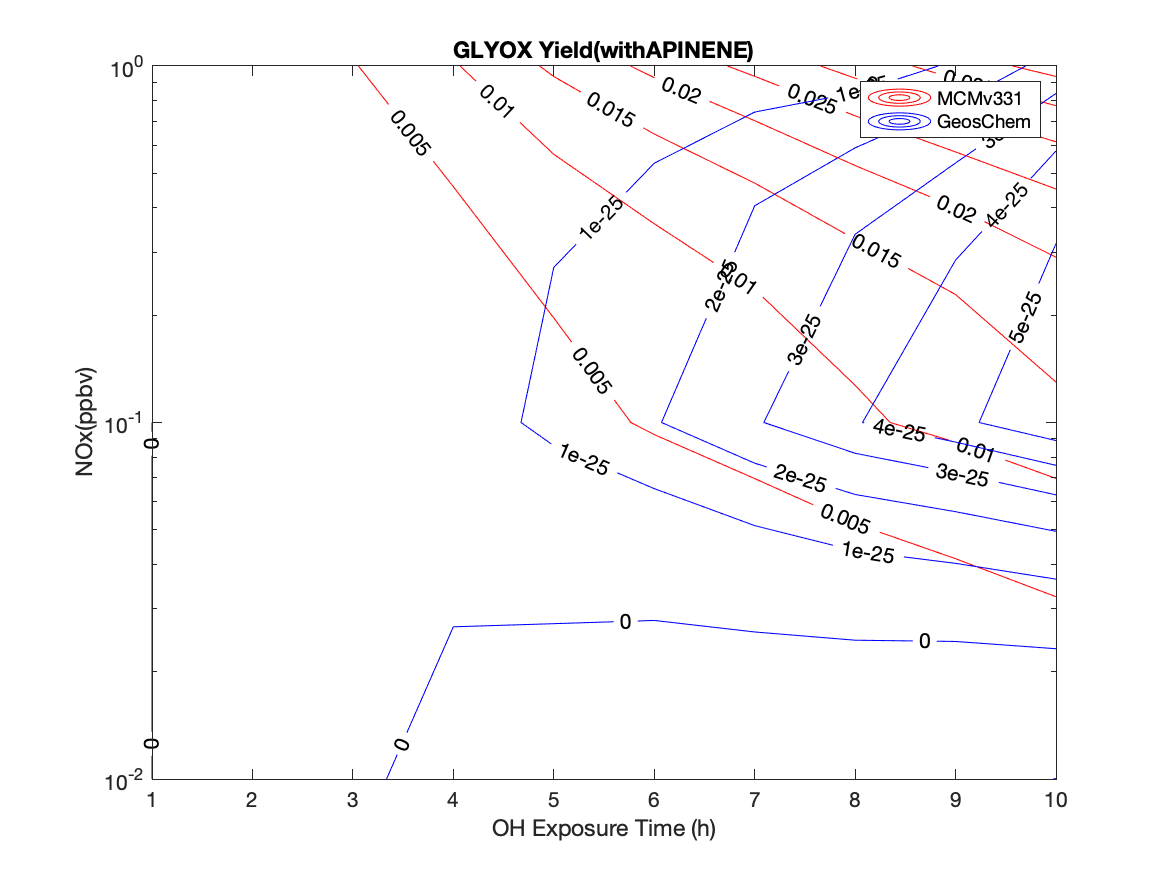 GLYOX Yield(withAPINENE)
10^0
0.02
0.025
0.01
0.015
0.005
MCMv331
GeosChem
1e-25
0.02
4e-25
0.015
2e-25
0.01
5e-25
3e-25
0.005
NOx(ppbv)
10^-1
0
4e-25
0.01
1e-25
2e-25
3e-25
0.005
1e-25
0
0
0
0
10^-2
1 2 3 4 5 6 7 8 9 10
OH Exposure Time (h)